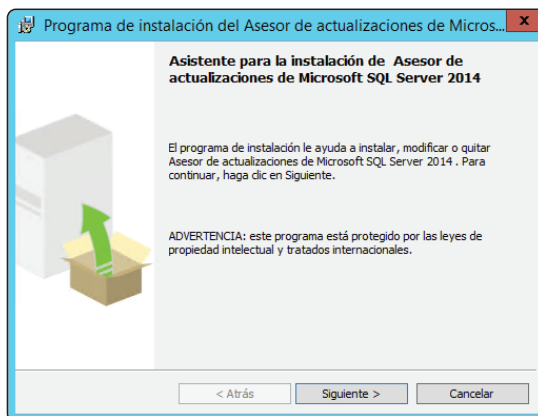 Programa de instalación del Asesor de actualizaciones de Micros...
x
Asistente para la instalación de Asesor de
actualizaciones de Microsoft SQL Server 2014
El programa de instalación le ayuda a instalar, modificar o quitar
Asesor de actualizaciones de Microsoft SQL Server 2014 . Para
continuar, haga clic en Siguiente.
ADVERTENCIA: este programa está protegido por las leyes de
propiedad intelectual y tratados internacionales.
< Atrás
Siguiente >
Cancelar